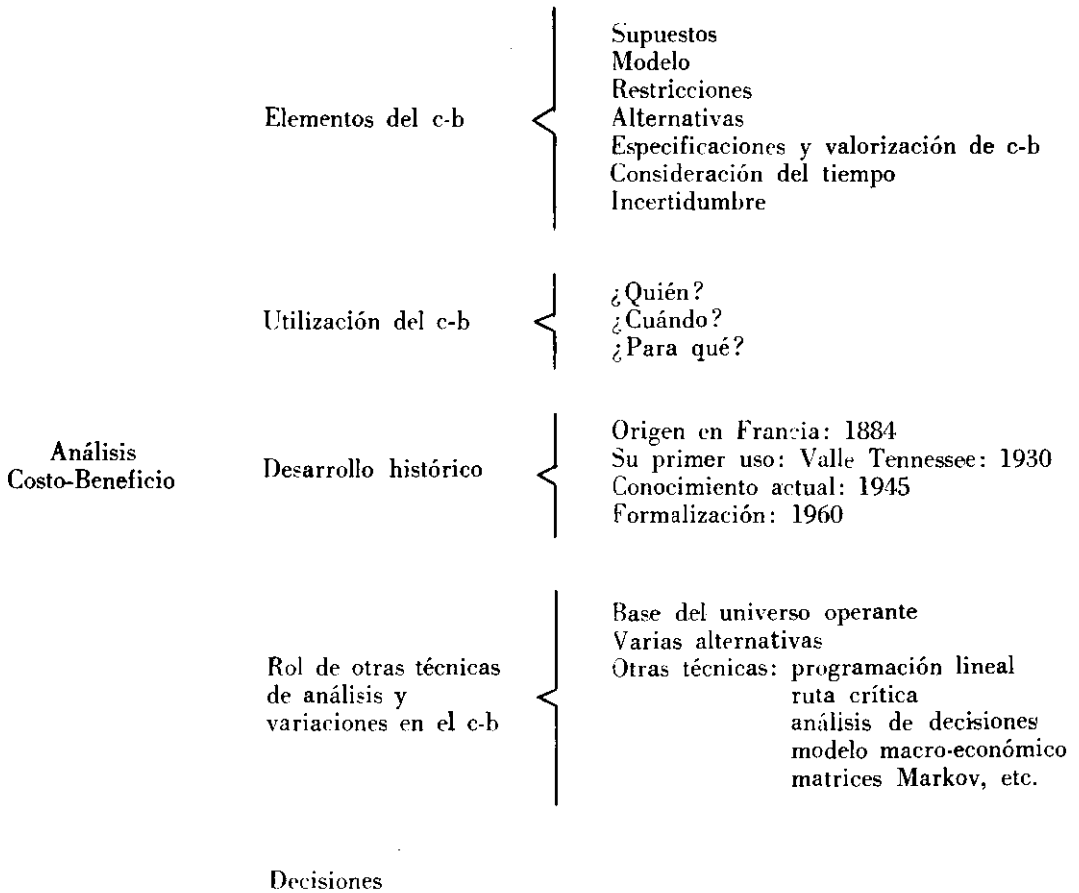 Análisis
Costo-Beneficio
Elementos del c-b
Supuestos
Modelo
Restricciones
Alternativas
Especificaciones y valorización de c-b
Consideración del tiempo
Incertidumbre
Utilización del c-b
¿Quién?
¿Cuándo?
¿Para qué?
Desarrollo histórico
Origen en Francia: 1884
Su primer uso: Valle Tennessee: 1930
Conocimiento actual: 1945
Formalización: 1960
Rol de otras técnicas
de análisis y
variaciones en el c-b
Base del universo operante
Varias alternativas
Otras técnicas: programación lineal
ruta crítica
análisis de decisiones
modelo macro-económico
matrices Markov, etc.
Decisiones